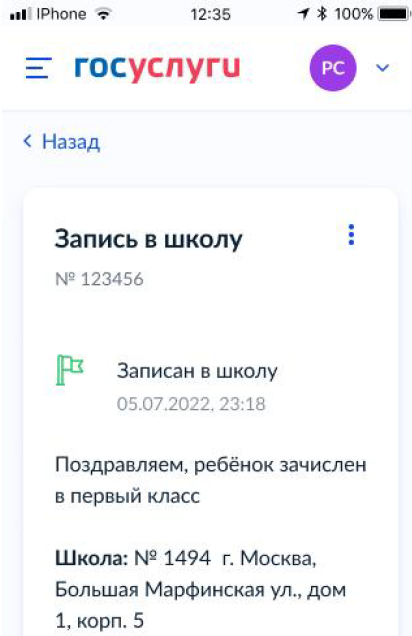 IPhone 12:35 100%
госуслуги РС
Назад
Запись в школу
№ 123456
Записан в школу
05.07.2022, 23:18
Поздравляем, ребёнок зачислен
в первый класс
Школа: № 1494 г. Москва,
Большая Марфинская ул., дом
1, корп. 5